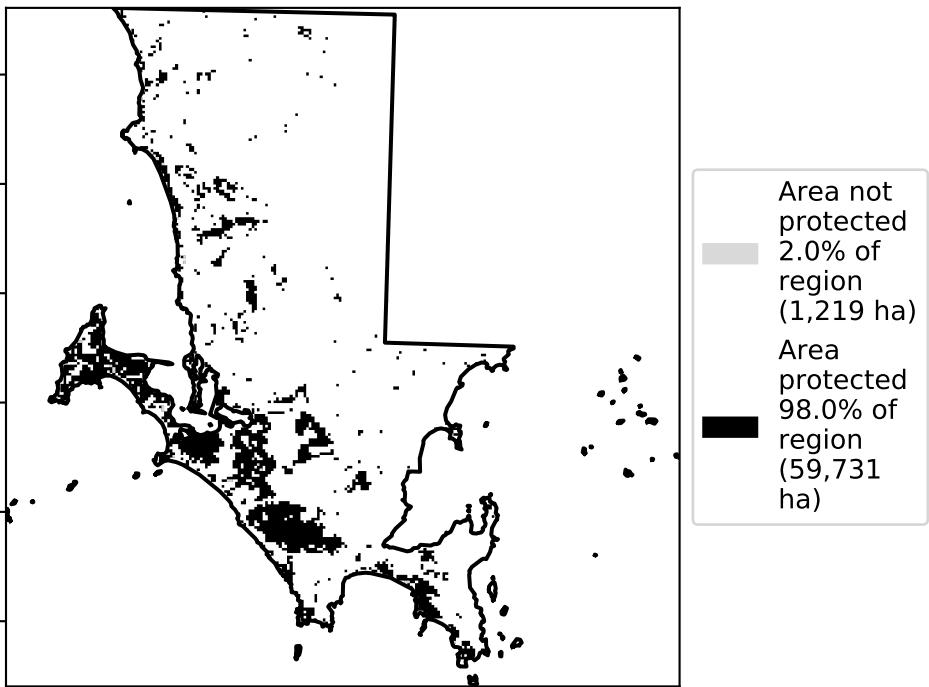 Area not
protected
2.0% of
region
(1,219 ha)
Area
protected
98.0% of
region
(59,731
ha)